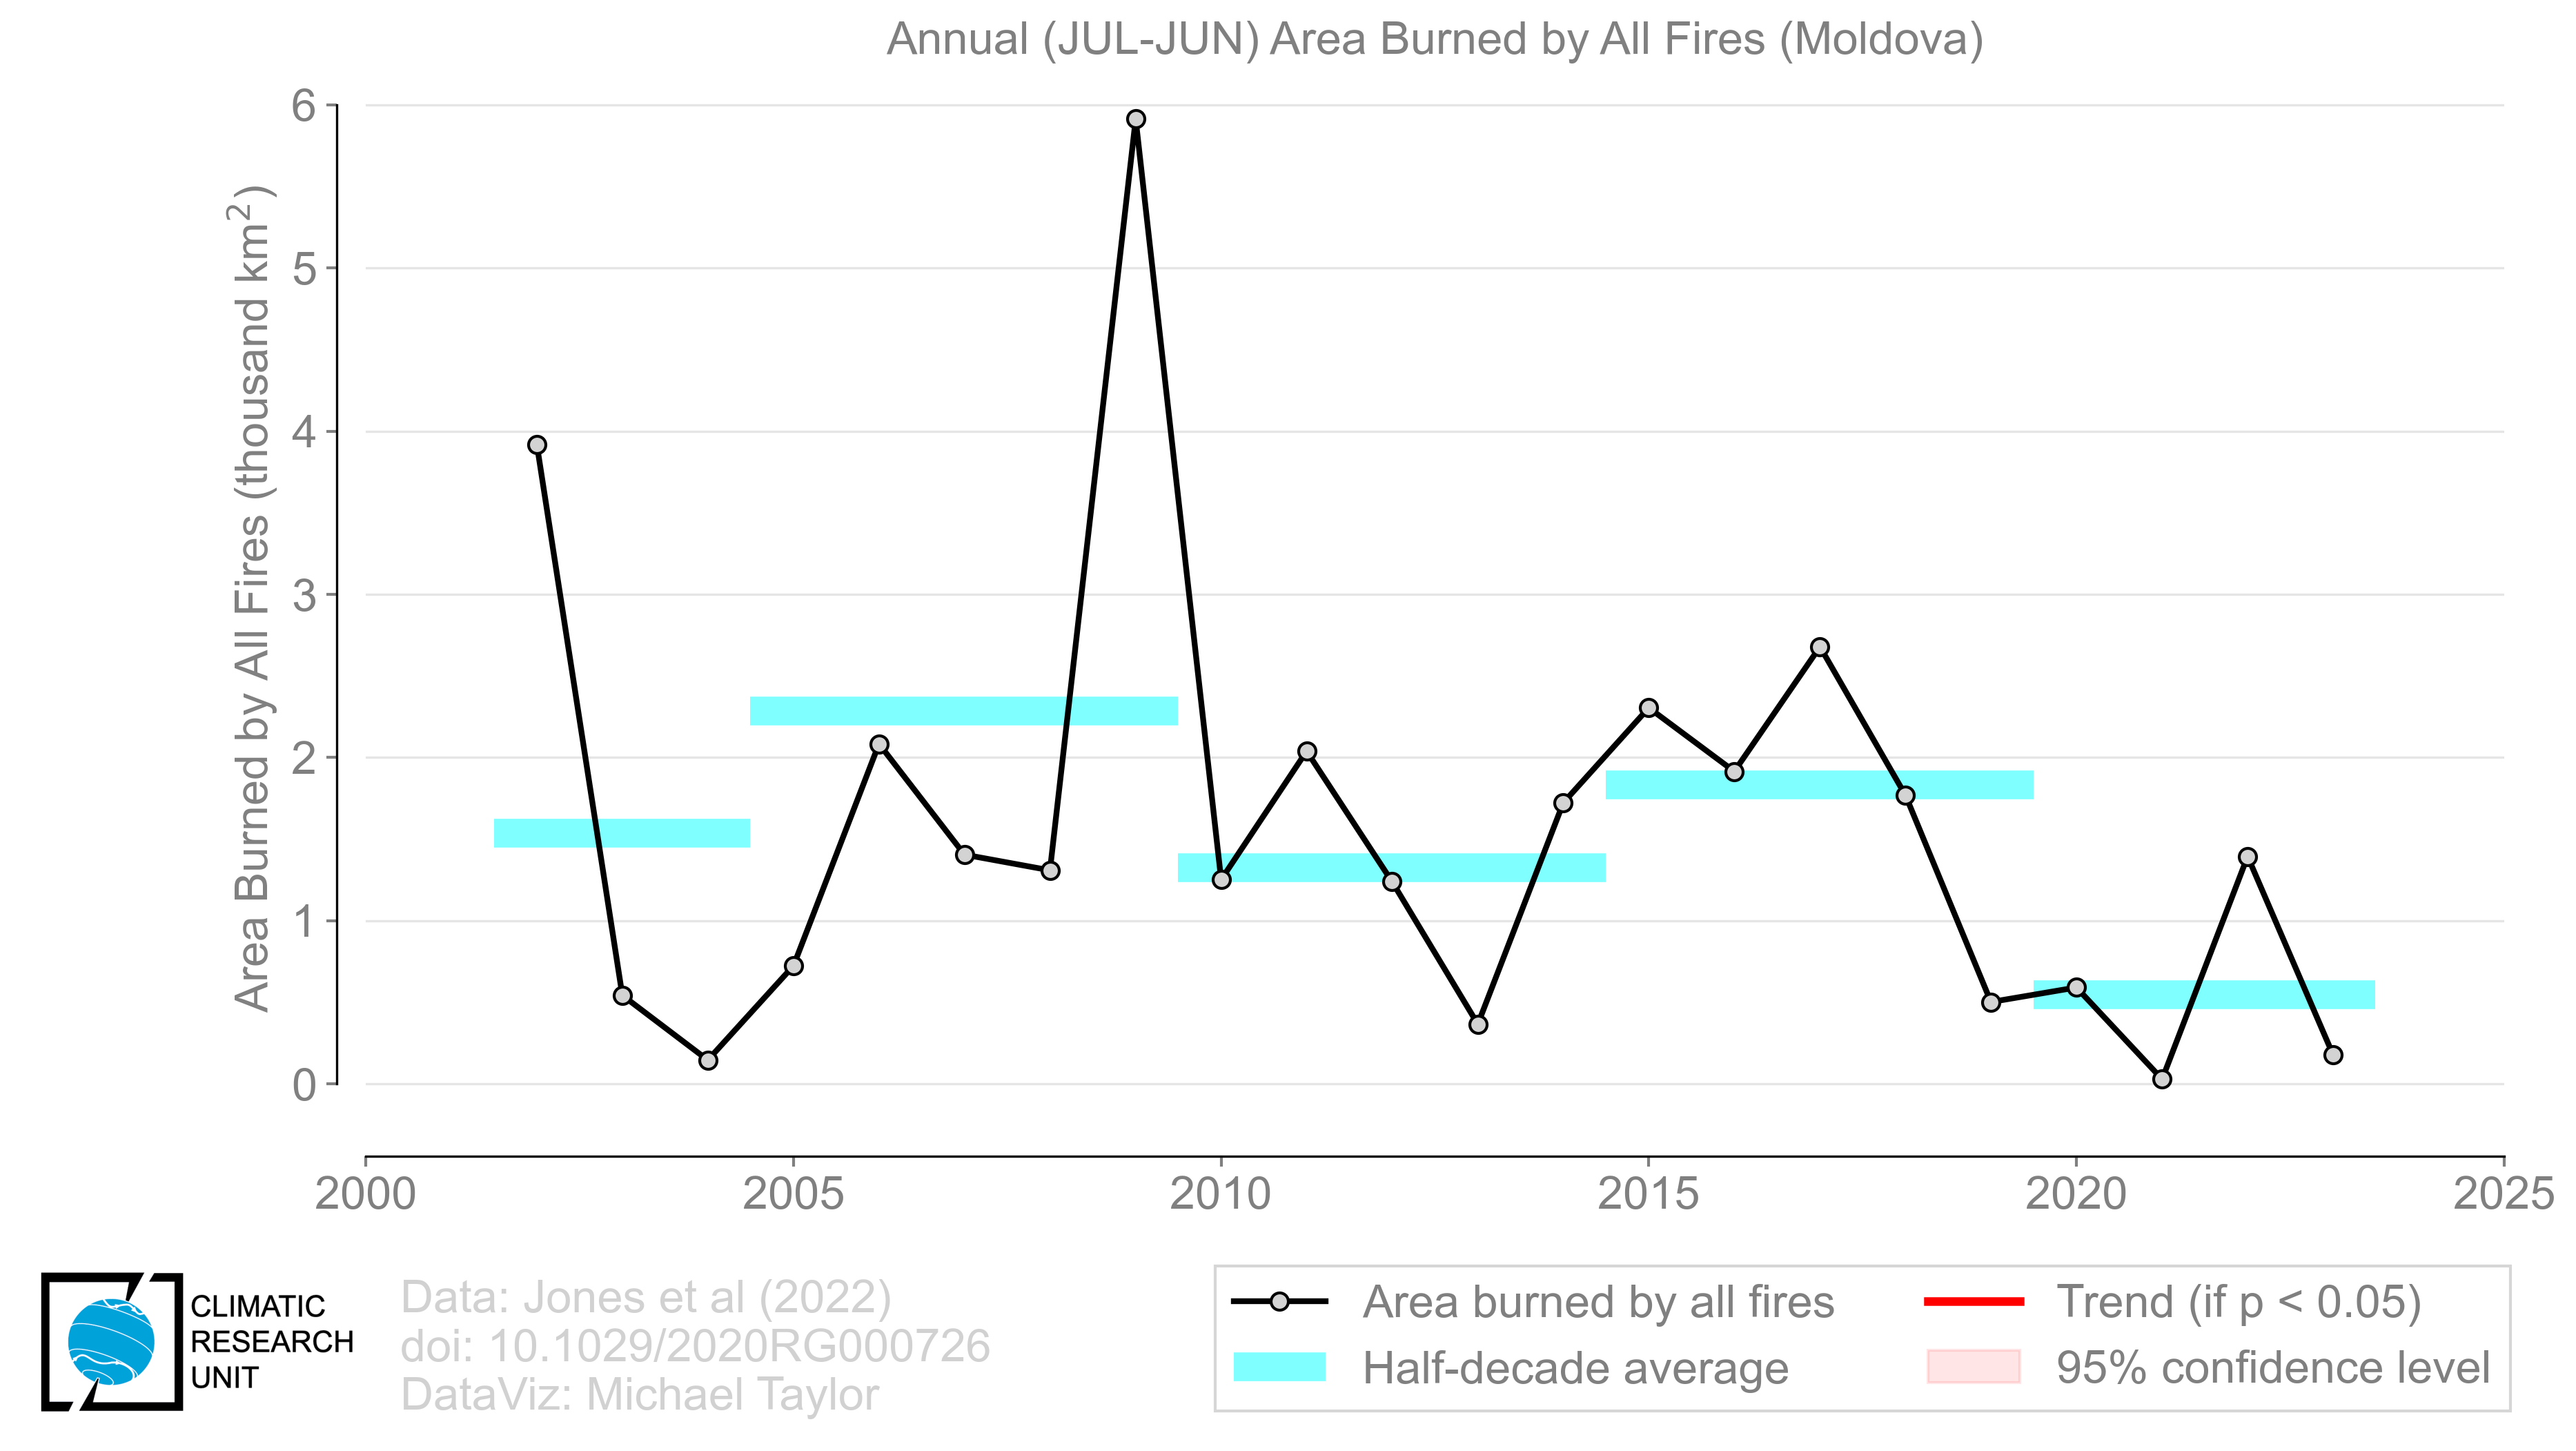 Annual (JUL-JUN) Area Burned by All Fires (Moldova)
Area Burned by All Fires (thousand km²)
6
5
4
3
2
1
0
2000 2005 2010 2015 2020 2025
CLIMATIC
RESEARCH
UNIT
Data: Jones et al (2022)
doi: 10.1029/2020RG000726
DataViz: Michael Taylor
Area burned by all fires
Half-decade average
Trend (if p < 0.05)
95% confidence level